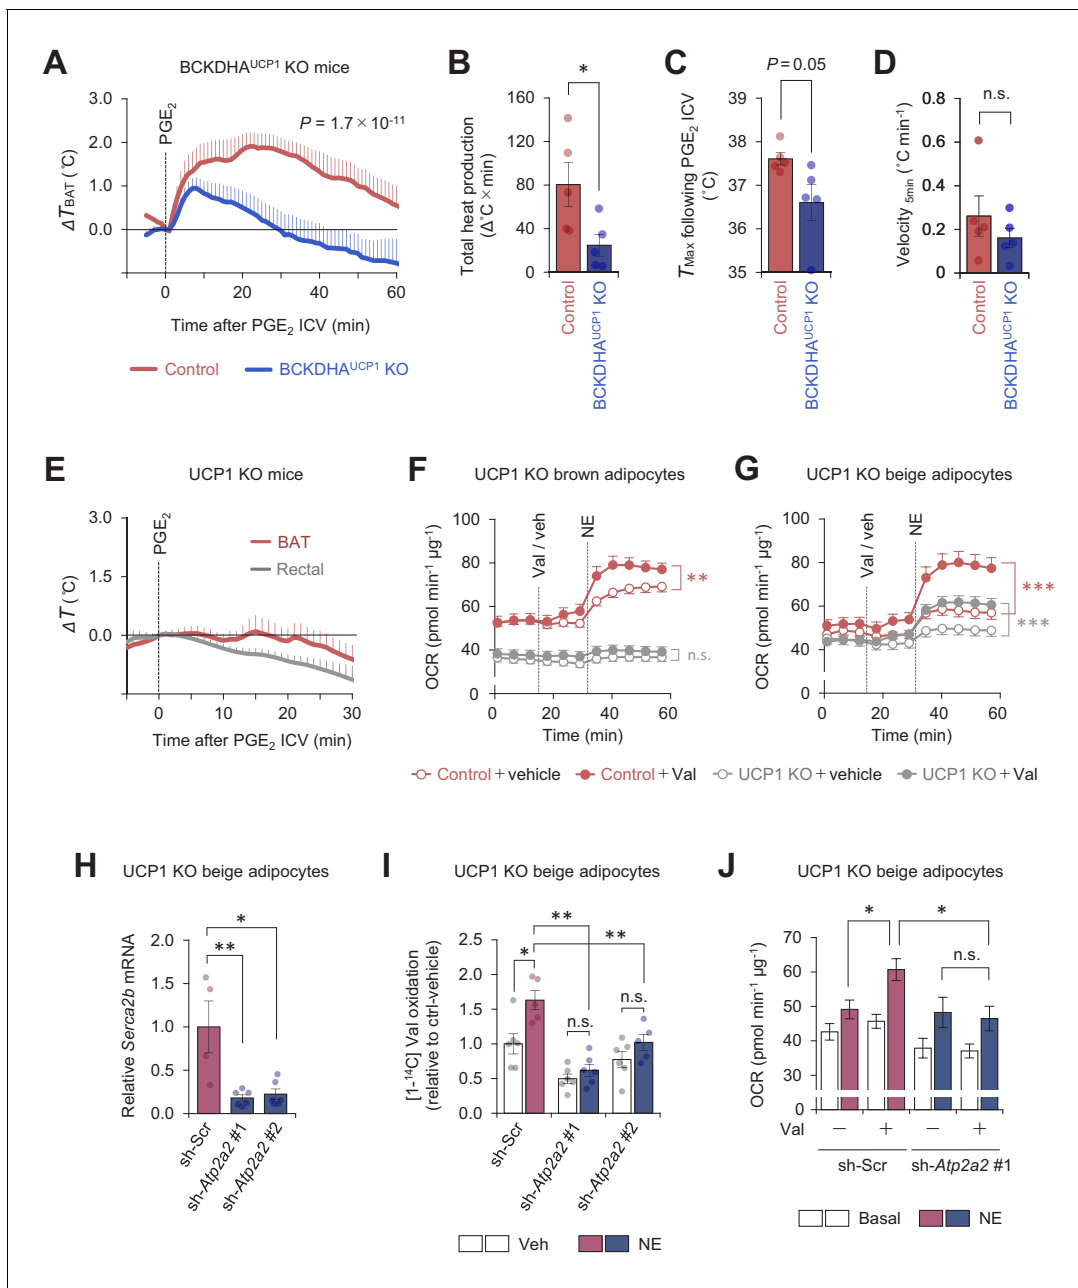 A
BCKDHA^UCP1 KO mice
PGE2
P = 1.7 × 10^-11
3.0
2.0
1.0
0.0
ΔT_BAT (˚C)
0 20 40 60
Time after PGE2 ICV (min)
Control
BCKDHA^UCP1 KO
B
*
160
120
80
40
0
Total heat production
(Δ˚C × min)
Control
BCKDHA^UCP1 KO
C
P = 0.05
39
38
37
36
35
T_Max following PGE2 ICV
(˚C)
Control
BCKDHA^UCP1 KO
D
n.s.
0.8
0.6
0.4
0.2
0
Velocity 5min (˚C min-1)
Control
BCKDHA^UCP1 KO
E
UCP1 KO mice
PGE2
3.0
1.5
0.0
-1.5
ΔT (˚C)
BAT
Rectal
0 10 20 30
Time after PGE2 ICV (min)
F
UCP1 KO brown adipocytes
Val / veh
NE
100
80
60
40
20
0
OCR (pmol min-1 μg-1)
**
n.s.
0 20 40 60
Time (min)
G
UCP1 KO beige adipocytes
Val / veh
NE
100
80
60
40
20
0
OCR (pmol min-1 μg-1)
***
***
0 20 40 60
Time (min)
Control + vehicle Control + Val UCP1 KO + vehicle UCP1 KO + Val
H
UCP1 KO beige adipocytes
*
**
2.0
1.5
1.0
0.5
0.0
Relative Serca2b mRNA
sh-Scr
sh-Atp2a2 #1
sh-Atp2a2 #2
I
UCP1 KO beige adipocytes
**
**
*
n.s.
n.s.
2.5
2.0
1.5
1.0
0.5
0.0
[1-14C] Val oxidation
(relative to ctrl-vehicle)
sh-Scr
sh-Atp2a2 #1
sh-Atp2a2 #2
Veh NE
J
UCP1 KO beige adipocytes
* *
n.s.
70
60
50
40
30
0
OCR (pmol min-1 μg-1)
Val − + − +
sh-Scr sh-Atp2a2 #1
Basal NE